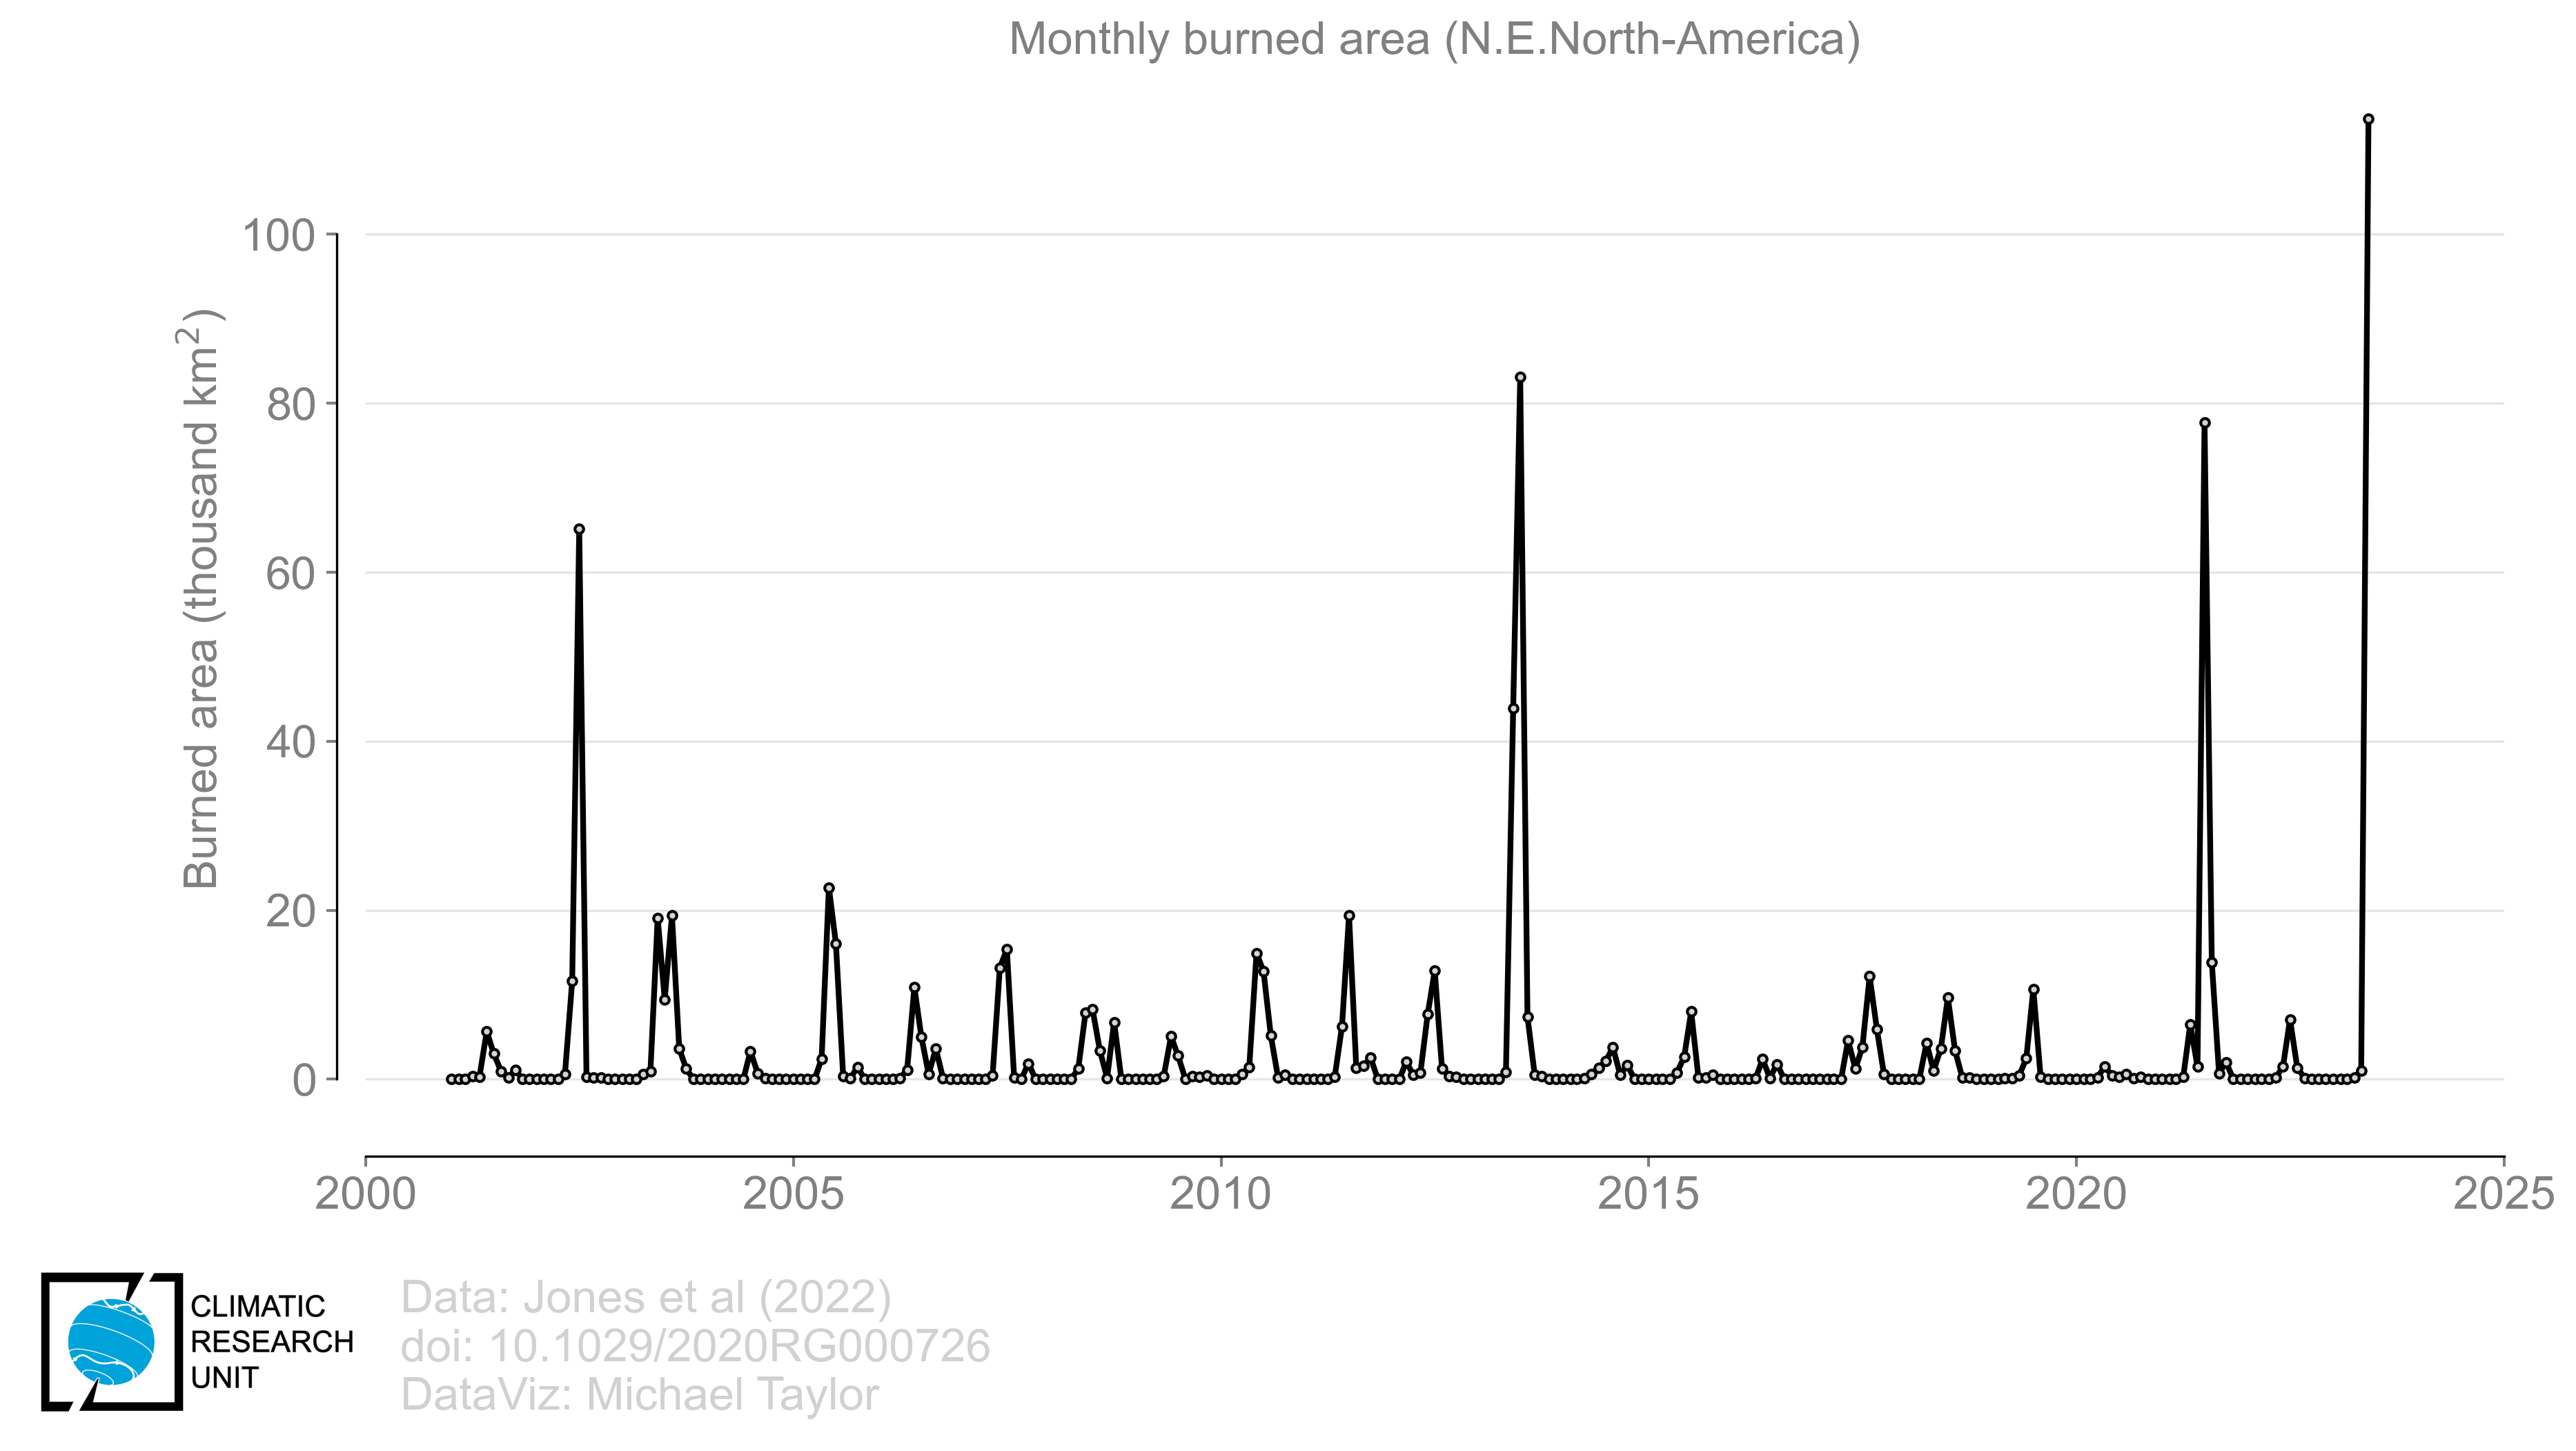 Monthly burned area (N.E.North-America)
Burned area (thousand km²)
100
80
60
40
20
0
2000
2005
2010
2015
2020
2025
CLIMATIC
RESEARCH
UNIT
Data: Jones et al (2022)
doi: 10.1029/2020RG000726
DataViz: Michael Taylor